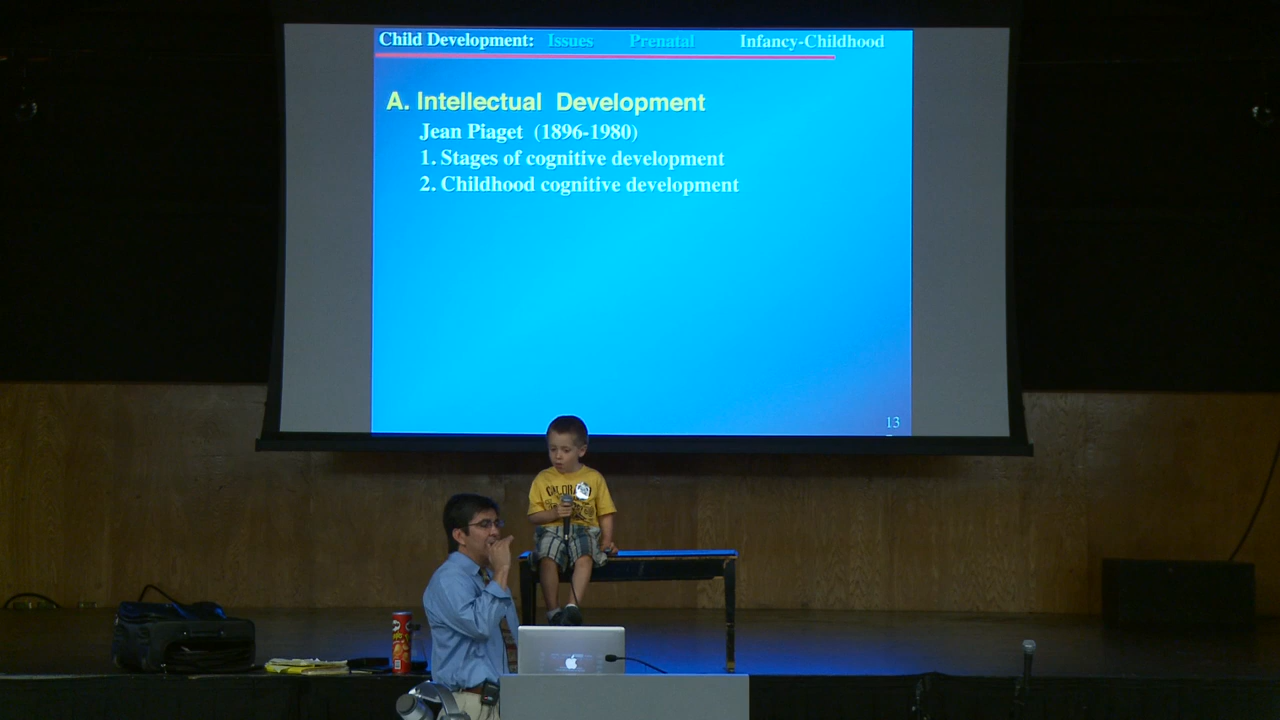 Child Development: Issues Prenatal Infancy-Childhood
A. Intellectual Development
Jean Piaget (1896-1980)
1. Stages of cognitive development
2. Childhood cognitive development
13